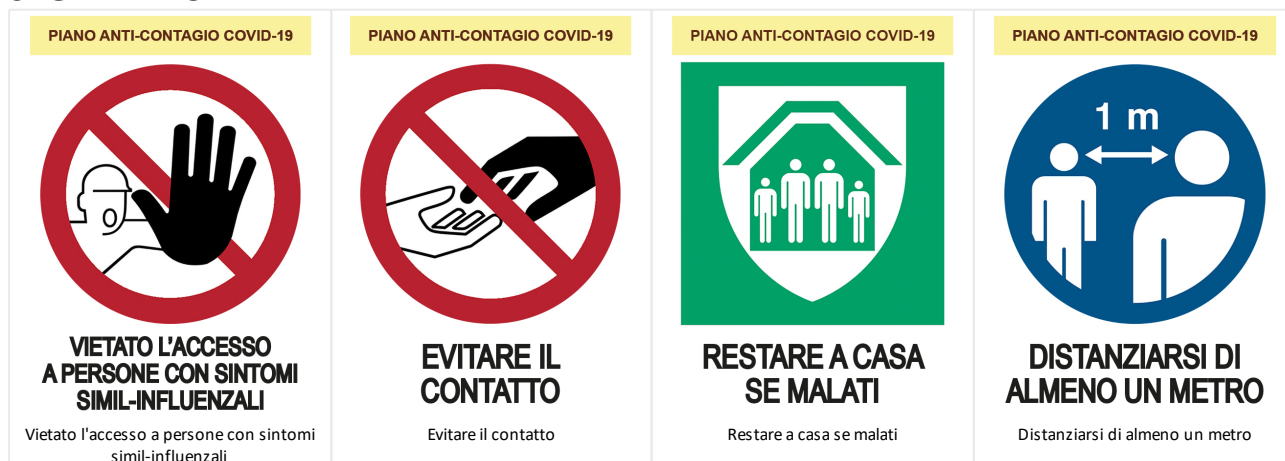 PIANO ANTI-CONTAGIO COVID-19
VIETATO L'ACCESSO
A PERSONE CON SINTOMI
SIMIL-INFLUENZALI
Vietato l'accesso a persone con sintomi
simil-influenzali
PIANO ANTI-CONTAGIO COVID-19
EVITARE IL
CONTATTO
Evitare il contatto
PIANO ANTI-CONTAGIO COVID-19
RESTARE A CASA
SE MALATI
Restare a casa se malati
PIANO ANTI-CONTAGIO COVID-19
1 m
DISTANZIARSI DI
ALMENO UN METRO
Distanziarsi di almeno un metro